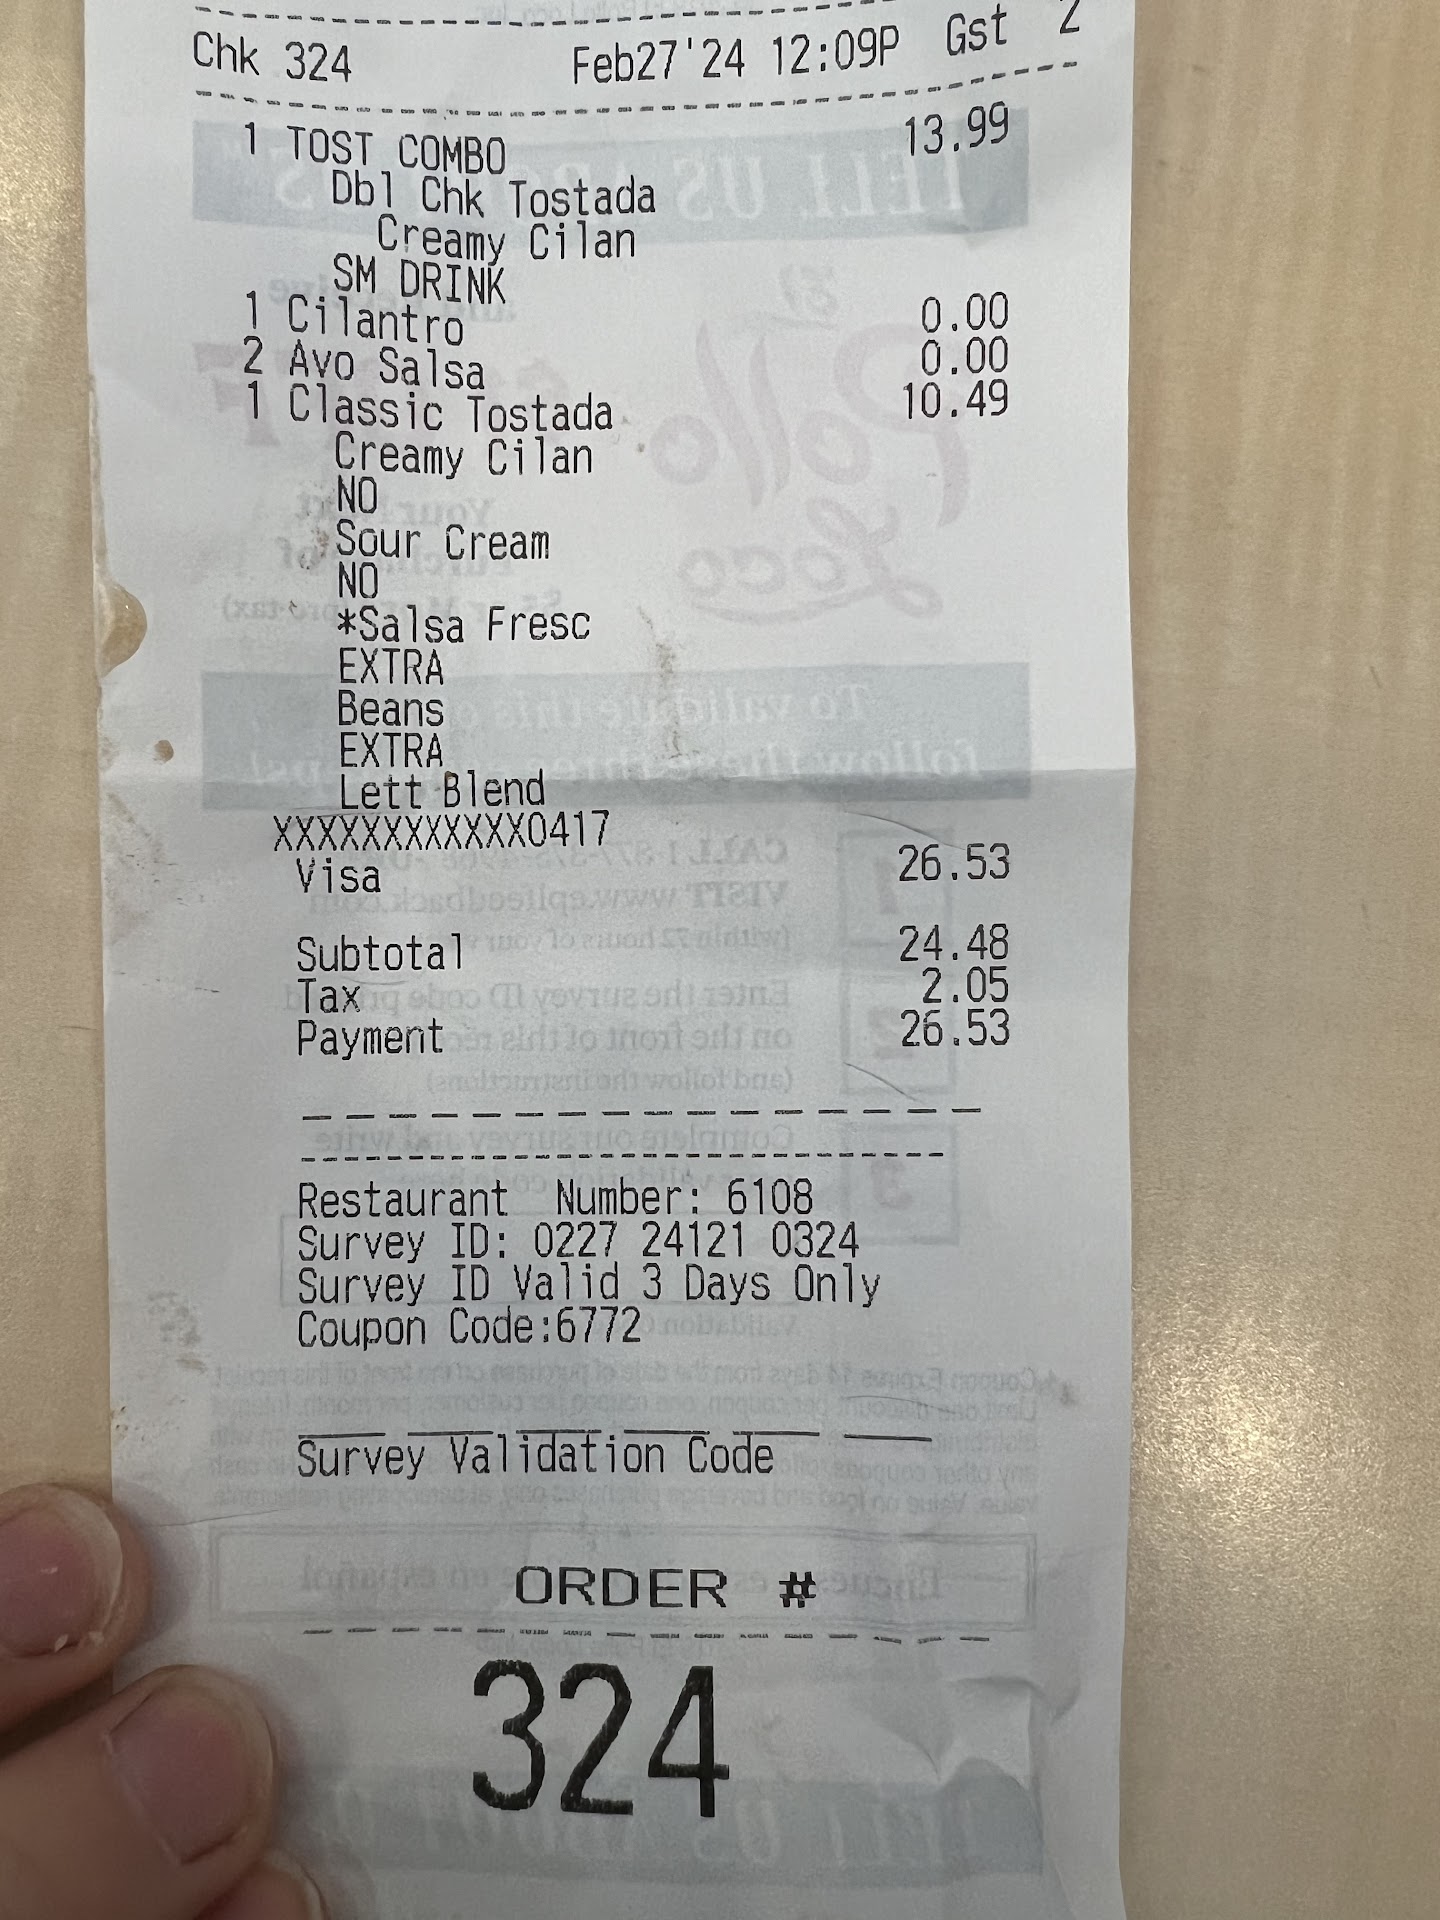 Chk 324 Feb27'24 12:09P Gst 2
1 TOST COMBO 13.99
Dbl Chk Tostada
Creamy Cilan
SM DRINK
1 Cilantro 0.00
2 Avo Salsa 0.00
1 Classic Tostada 10.49
Creamy Cilan
NO
Sour Cream
NO
*Salsa Fresc
EXTRA
Beans
EXTRA
Lett Blend
XXXXXXXXXXXX0417
Visa 26.53
Subtotal 24.48
Tax 2.05
Payment 26.53
Restaurant Number: 6108
Survey ID: 0227 24121 0324
Survey ID Valid 3 Days Only
Coupon Code:6772
Survey Validation Code
ORDER #
324